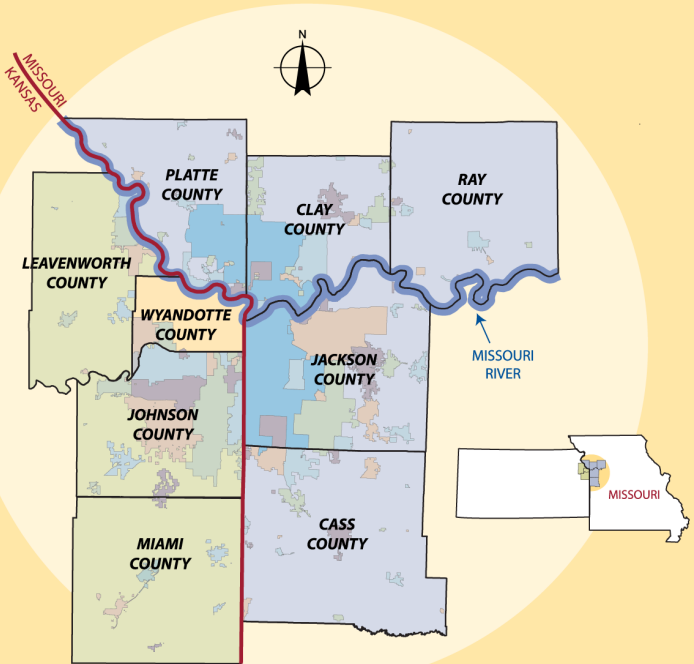 N
MISSOURI
KANSAS
PLATTE
COUNTY
RAY
COUNTY
CLAY
COUNTY
LEAVENWORTH
COUNTY
WYANDOTTE
COUNTY
MISSOURI
RIVER
JACKSON
COUNTY
JOHNSON
COUNTY
MISSOURI
CASS
COUNTY
MIAMI
COUNTY